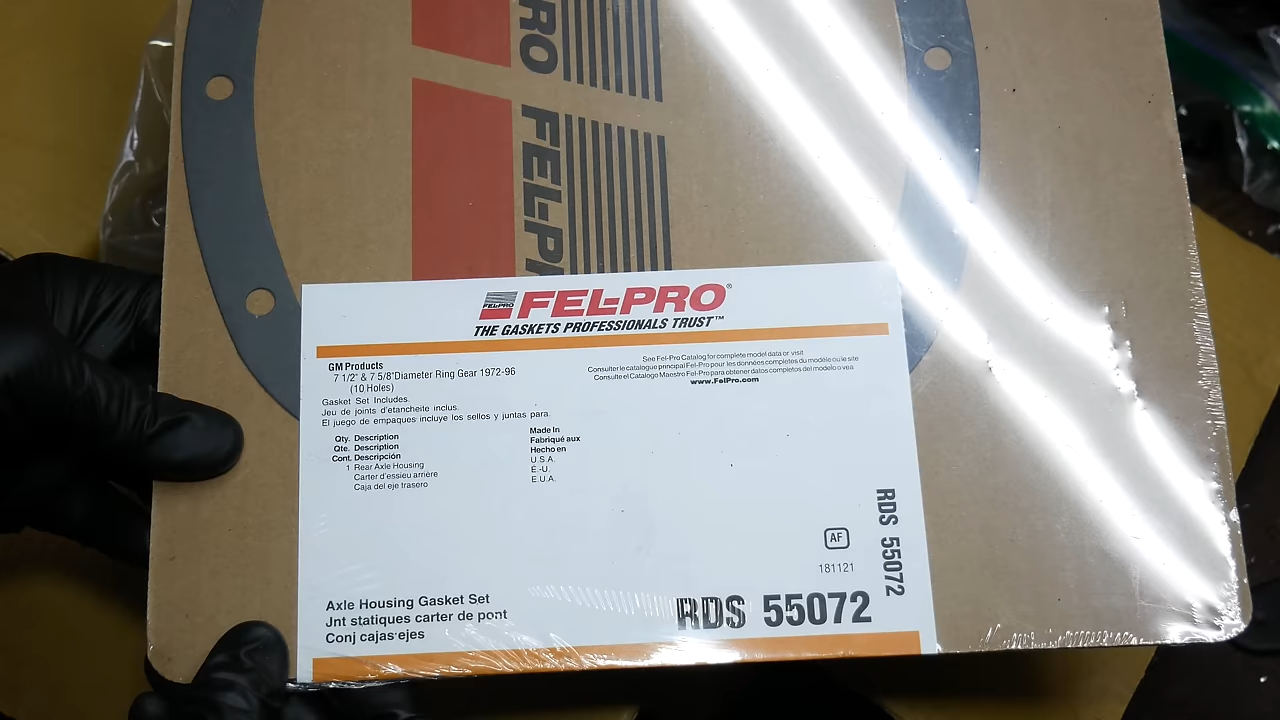 RO
FEL-P
FEL-PRO
FEL-PRO®
THE GASKETS PROFESSIONALS TRUST™
GM Products
7 1/2" & 7 5/8"Diameter Ring Gear 1972-96
(10 Holes)
Gasket Set Includes.
Jeu de joints d'etancheite inclus.
El juego de empaques incluye los sellos y juntas para.
See Fel-Pro Catalog for complete model data or visit
Consulter le catalogue principal Fel-Pro pour les données completes du modèle ou le site
Consulte el Catalogo Maestro Fel-Pro para obtener datos completos del modelo o vea
www.FelPro.com
Qty. Description
Qte. Description
Cont. Descripción
1 Rear Axle Housing
Carter d'essieu arrière
Caja del eje trasero
Made In
Fabriqué aux
Hecho en
U.S.A.
É.-U.
E.U.A.
AF
181121
RDS 55072
Axle Housing Gasket Set
Jnt statiques carter de pont
Conj cajas ejes
RDS 55072